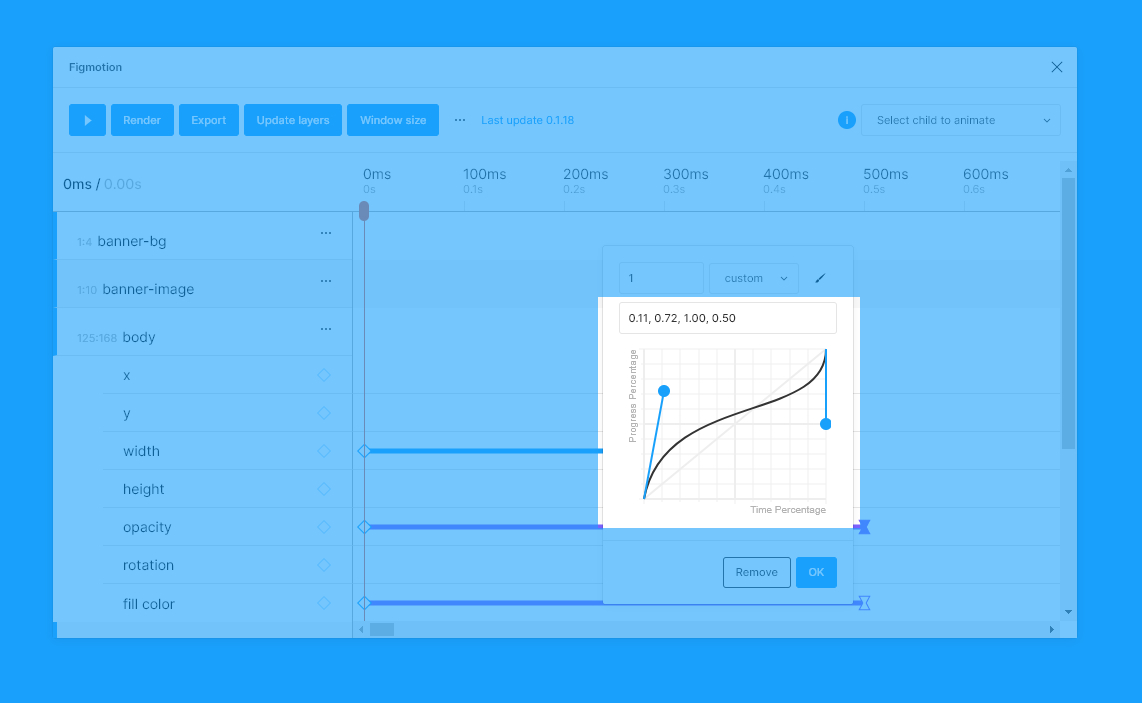 Figmotion
Render
Export
Update layers
Window size
...
Last update 0.1.18
i
Select child to animate
0ms / 0.00s
0ms
100ms
200ms
300ms
400ms
500ms
600ms
0s
0.1s
0.2s
0.3s
0.4s
0.5s
0.6s
1:4 banner-bg
...
1:10 banner-image
...
125:168 body
...
x
y
width
height
opacity
rotation
fill color
1
custom
0.11, 0.72, 1.00, 0.50
Progress Percentage
Time Percentage
Remove
OK